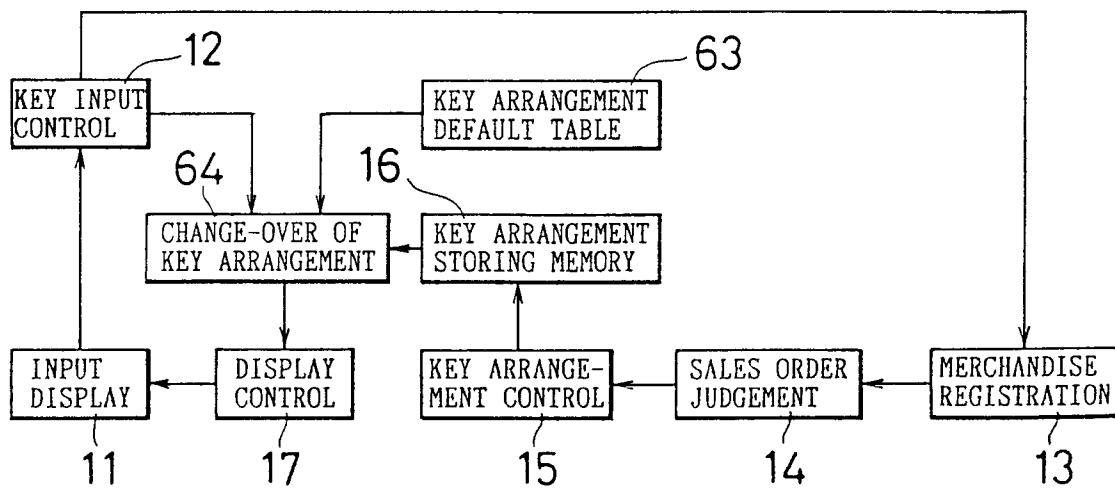 12
63
KEY INPUT
CONTROL
KEY ARRANGEMENT
DEFAULT TABLE
64
16
CHANGE-OVER OF
KEY ARRANGEMENT
KEY ARRANGEMENT
STORING MEMORY
INPUT
DISPLAY
DISPLAY
CONTROL
KEY ARRANGE-
MENT CONTROL
SALES ORDER
JUDGEMENT
MERCHANDISE
REGISTRATION
11
17
15
14
13